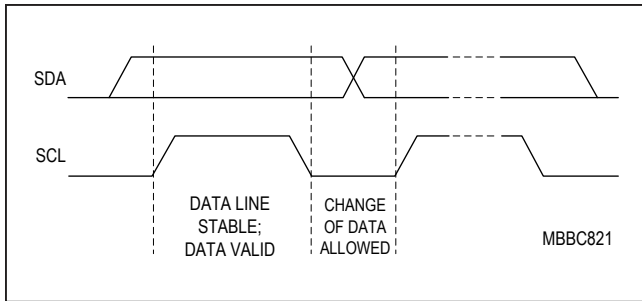 SDA
SCL
DATA LINE
STABLE;
DATA VALID
CHANGE
OF DATA
ALLOWED
MBBC821